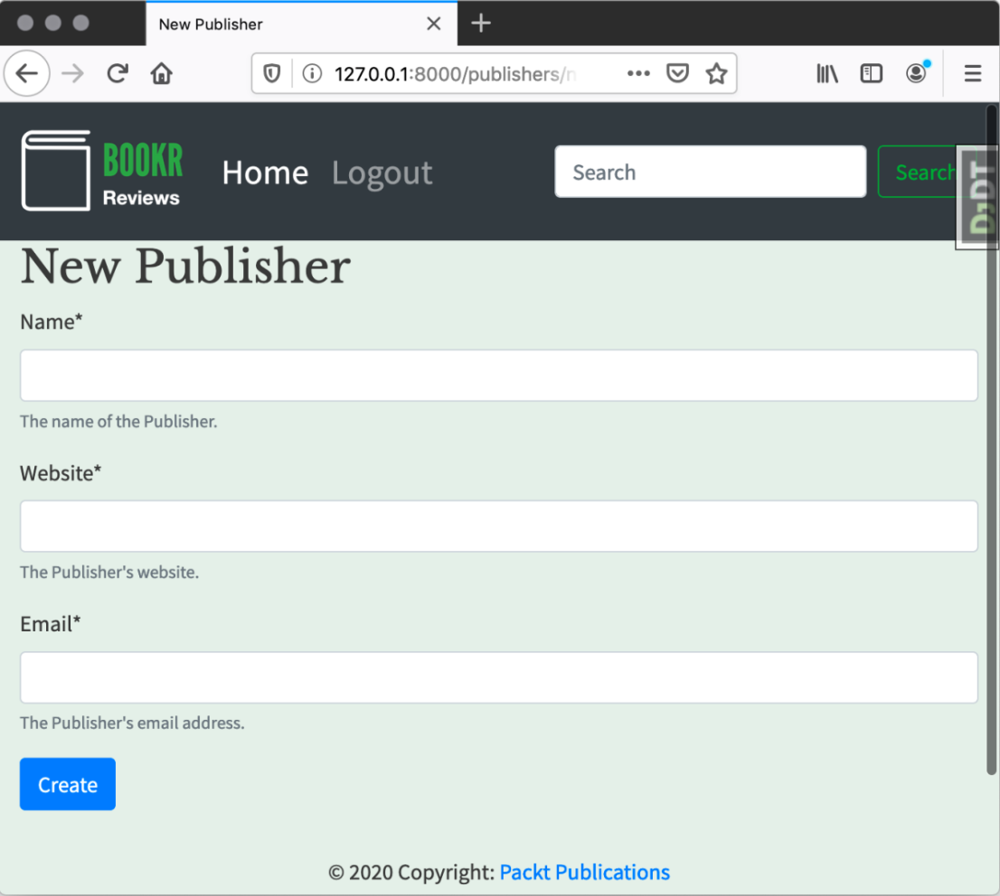 New Publisher
127.0.0.1:8000/publishers/n
BOOKR
Reviews
Home Logout
Search
Search
DJDT
New Publisher
Name*
The name of the Publisher.
Website*
The Publisher's website.
Email*
The Publisher's email address.
Create
© 2020 Copyright: Packt Publications